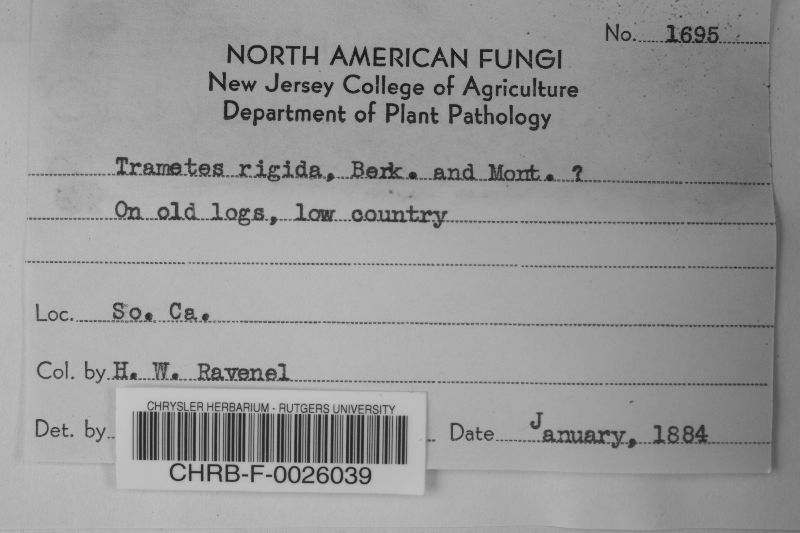 No. 1695
NORTH AMERICAN FUNGI
New Jersey College of Agriculture
Department of Plant Pathology
Trametes rigida, Berk. and Mont. ?
On old logs, low country
Loc. So. Ca.
Col. by H. W. Ravenel
Det. by
Date January, 1884
CHRYSLER HERBARIUM - RUTGERS UNIVERSITY
CHRB-F-0026039